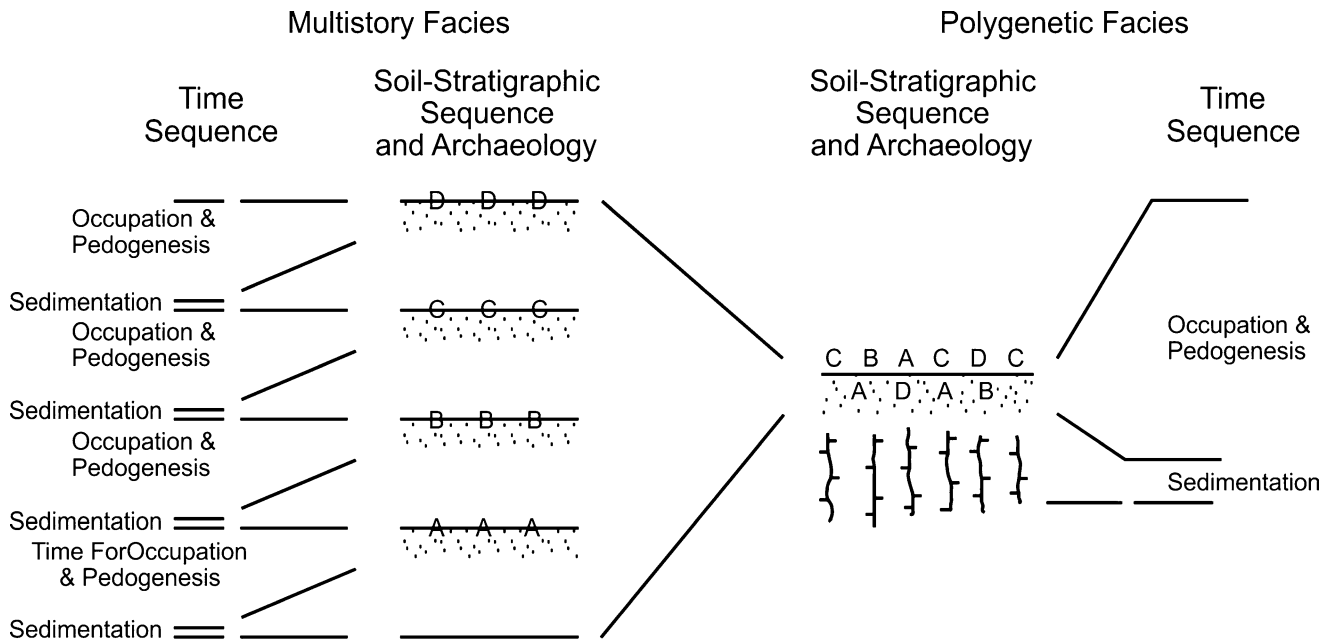 Multistory Facies
Polygenetic Facies
Time
Sequence
Soil-Stratigraphic
Sequence
and Archaeology
Soil-Stratigraphic
Sequence
and Archaeology
Time
Sequence
D D D
Occupation &
Pedogenesis
Sedimentation
C C C
Occupation &
Pedogenesis
Sedimentation
B B B
Occupation &
Pedogenesis
Sedimentation
A A A
Time ForOccupation
& Pedogenesis
Sedimentation
C B A C D C
A D A B
Occupation &
Pedogenesis
Sedimentation